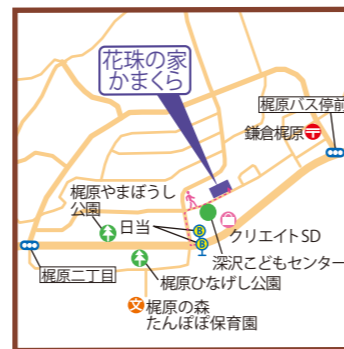 花珠の家
かまくら
梶原バス停前
鎌倉梶原
梶原やまぼうし
公園
日当
B
B
クリエイトSD
深沢こどもセンター
梶原二丁目
梶原ひなげし公園
文
梶原の森
たんぽぽ保育園